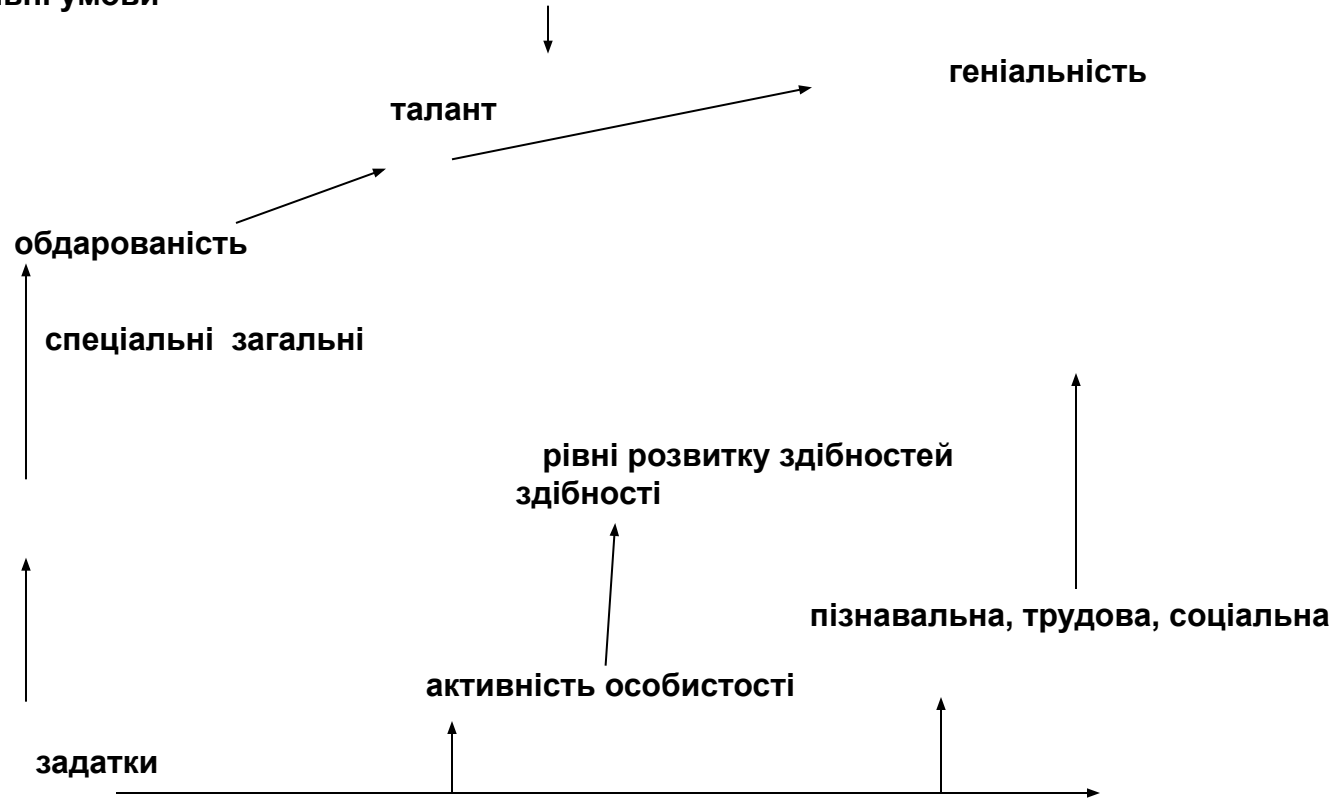 умови
геніальність
талант
обдарованість
спеціальні загальні
рівні розвитку здібностей
здібності
пізнавальна, трудова, соціальна
активність особистості
задатки